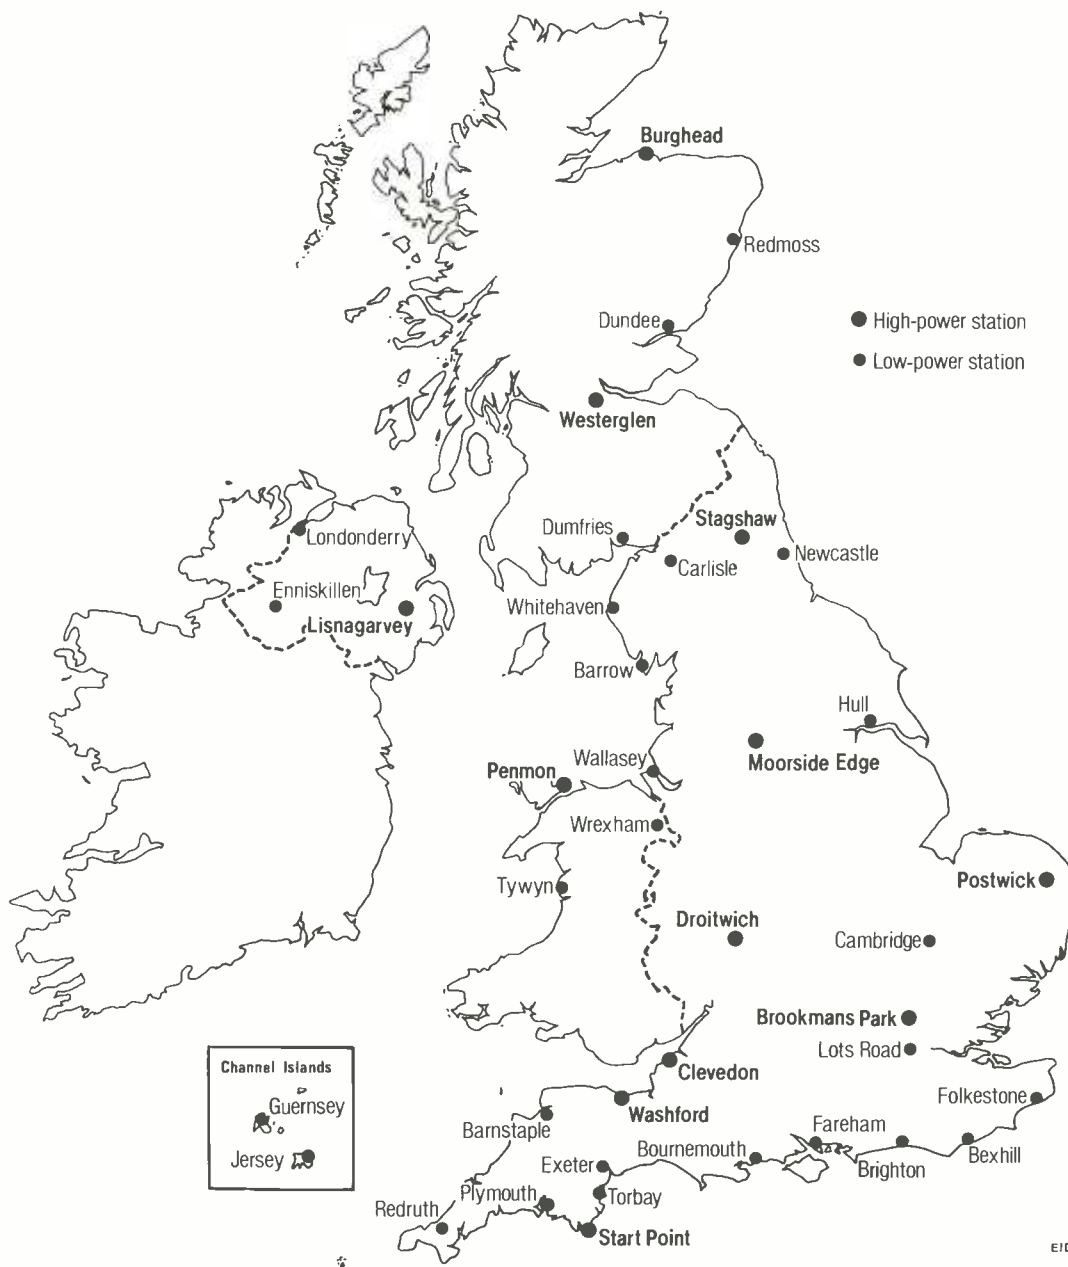 Burghead
Redmoss
Dundee
High-power station
Low-power station
Westerglen
Stagshaw
Dumfries
Londonderry
Newcastle
Carlisle
Enniskillen
Whitehaven
Lisnagarvey
Barrow
Hull
Wallasey
Moorside Edge
Penmon
Wrexham
Postwick
Tywyn
Droitwich
Cambridge
Brookmans Park
Lots Road
Channel Islands
Clevedon
Folkestone
Guernsey
Washford
Barnstaple
Fareham
Bournemouth
Bexhill
Jersey
Exeter
Brighton
Plymouth
Torbay
Redruth
Start Point